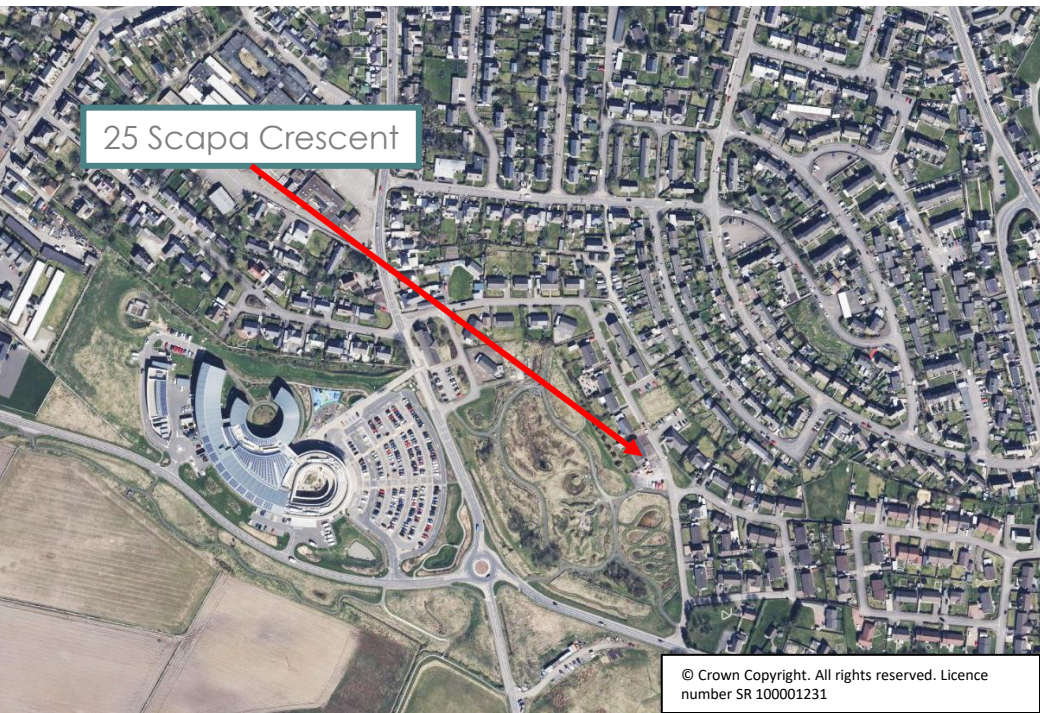 25 Scapa Crescent
© Crown Copyright. All rights reserved. Licence
number SR 100001231